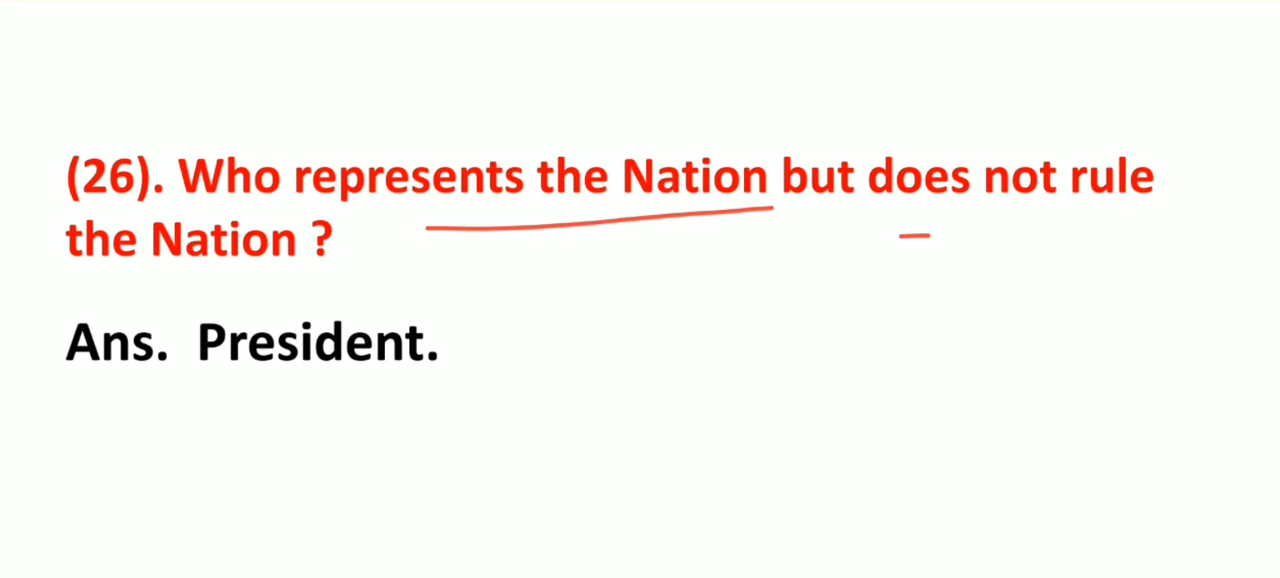 (26). Who represents the Nation but does not rule
the Nation ?
Ans.  President.